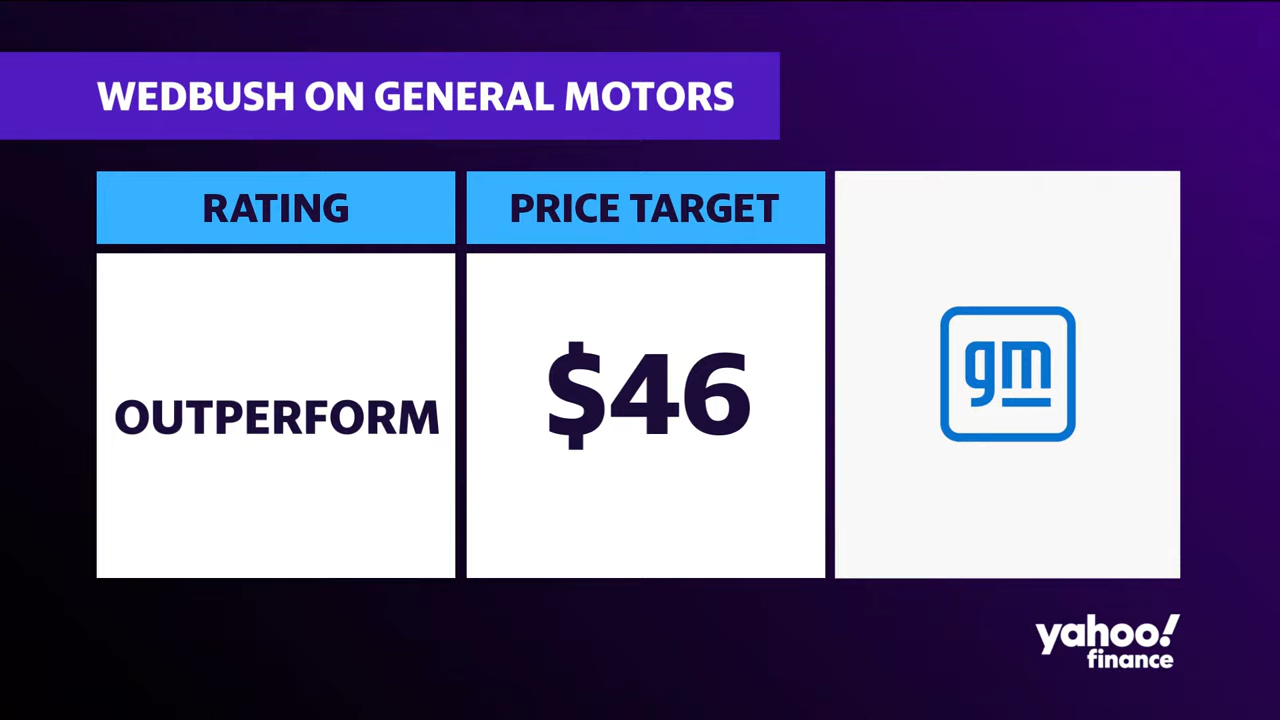 WEDBUSH ON GENERAL MOTORS
RATING
PRICE TARGET
OUTPERFORM
$46
gm
yahoo!
finance